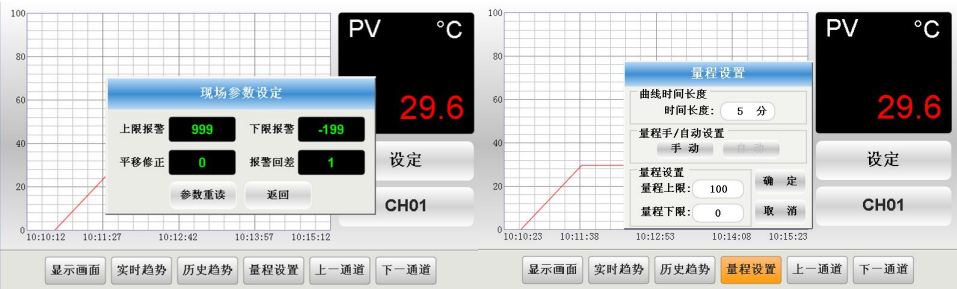 100
80
60
40
20
0
PV °C
29.6
现场参数设定
上限报警 999 下限报警 -199
平移修正 0 报警回差 1
参数重读 返回
设定
CH01
10:10:12 10:11:27 10:12:42 10:13:57 10:15:12
显示画面 实时趋势 历史趋势 量程设置 上一通道 下一通道
100
80
60
40
20
0
PV °C
29.6
量程设置
曲线时间长度
时间长度: 5 分
量程手/自动设置
手 动 自 动
量程设置
量程上限: 100 确 定
量程下限: 0 取 消
设定
CH01
10:10:23 10:11:38 10:12:53 10:14:08 10:15:23
显示画面 实时趋势 历史趋势 量程设置 上一通道 下一通道